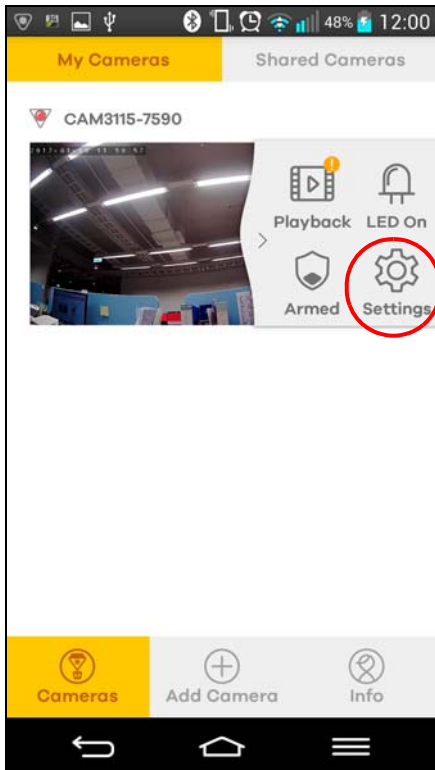 48% 12:00
My Cameras Shared Cameras
CAM3115-7590
Playback LED On
Armed Settings
Cameras Add Camera Info